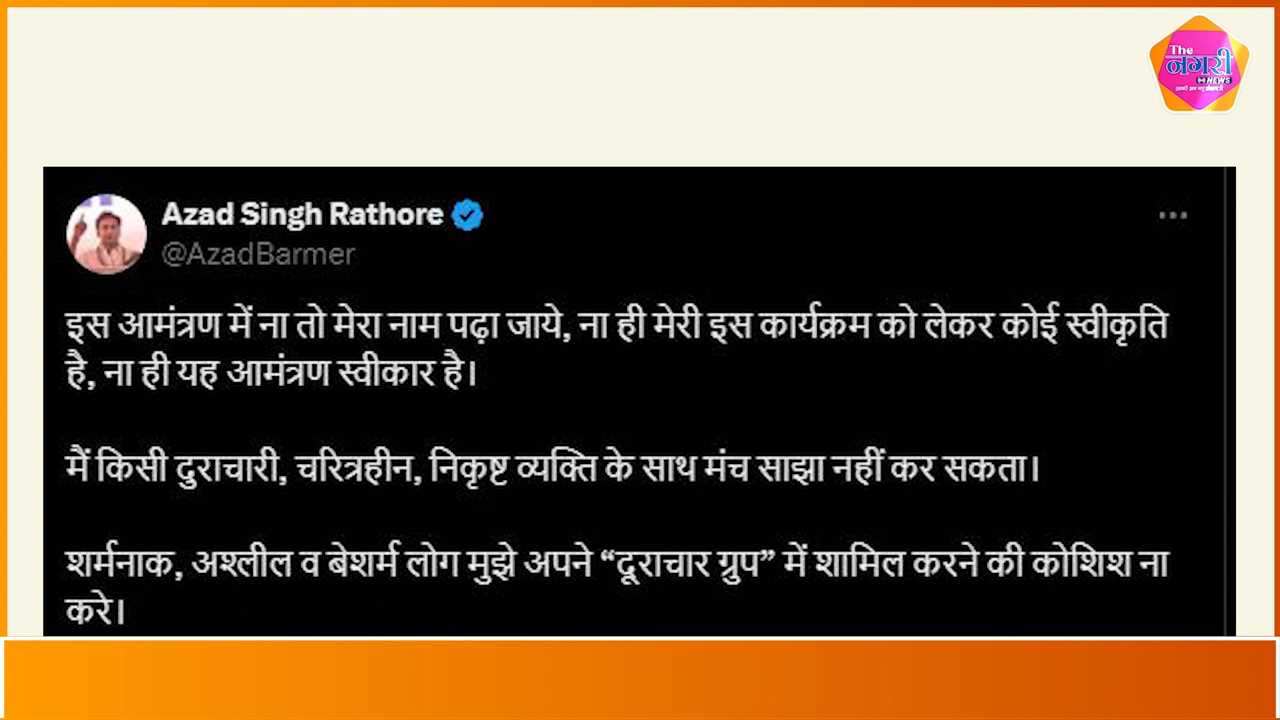 The
नगरी
NEWS
Azad Singh Rathore
@AzadBarmer
इस आमंत्रण में ना तो मेरा नाम पढ़ा जाये, ना ही मेरी इस कार्यक्रम को लेकर कोई स्वीकृति
है, ना ही यह आमंत्रण स्वीकार है।
मैं किसी दुराचारी, चरित्रहीन, निकृष्ट व्यक्ति के साथ मंच साझा नहीं कर सकता।
शर्मनाक, अश्लील व बेशर्म लोग मुझे अपने “दूराचार ग्रुप” में शामिल करने की कोशिश ना
करे।